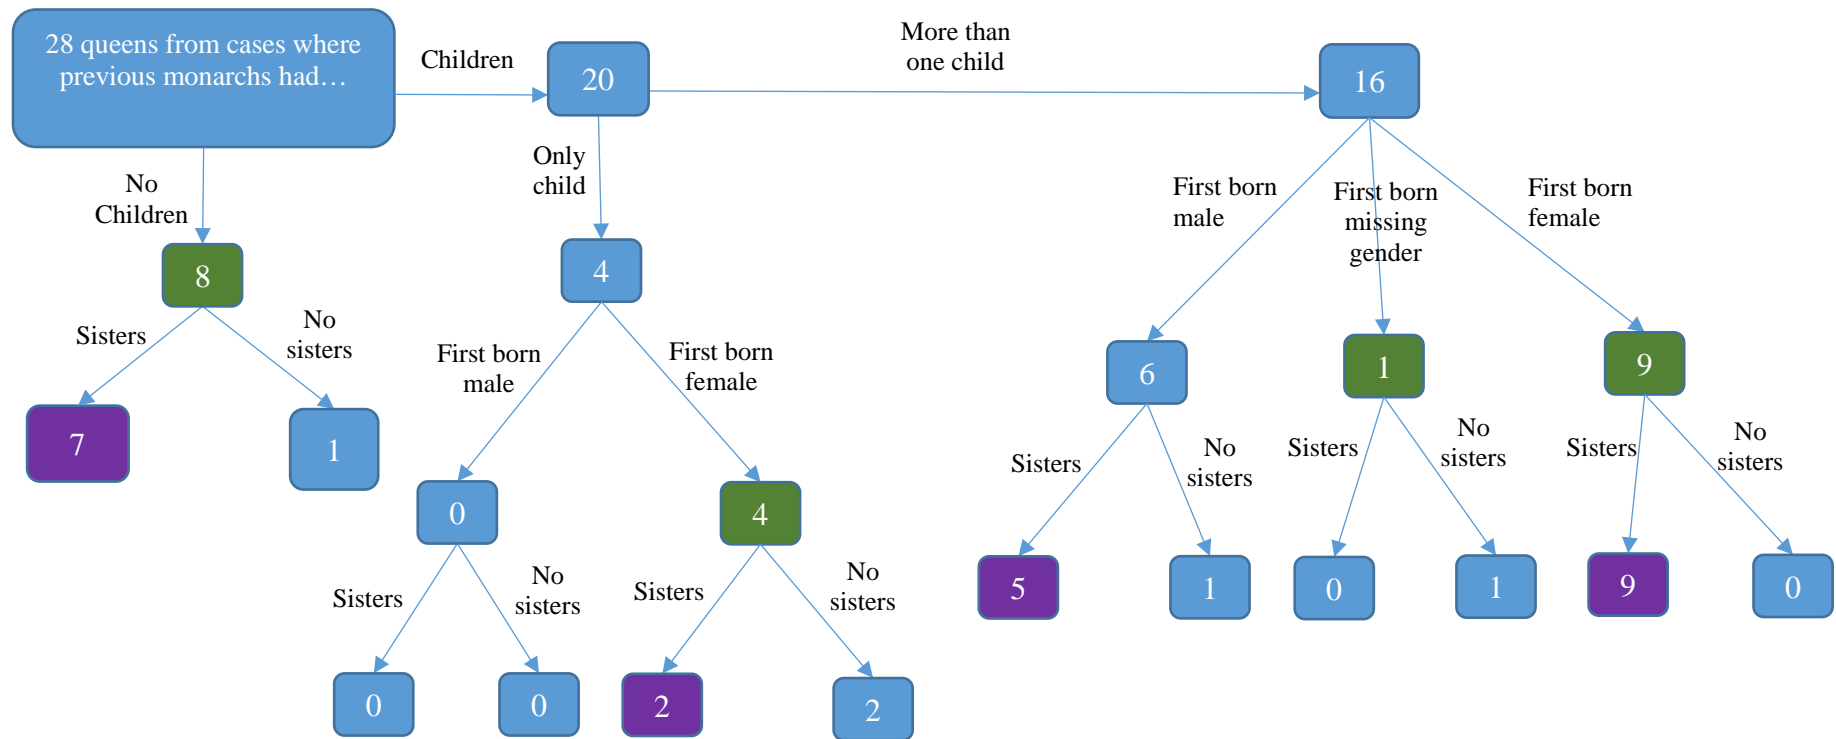 28 queens from cases where
previous monarchs had…
Children
20
More than
one child
16
No
Children
Only
child
First born
male
First born
missing
gender
First born
female
8
4
Sisters
No
sisters
First born
male
First born
female
6
1
9
7
1
Sisters
No
sisters
Sisters
No
sisters
Sisters
No
sisters
0
4
5
1
0
1
9
0
Sisters
No
sisters
Sisters
No
sisters
0
0
2
2